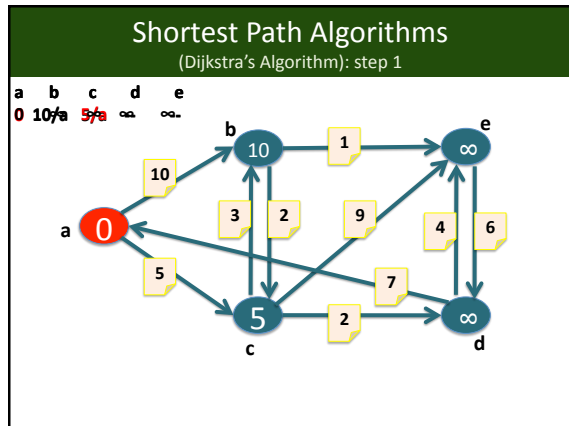 Shortest Path Algorithms
(Dijkstra's Algorithm): step 1
a b c d e
0 10/a 5/a ∞ ∞
b
e
10
1
∞
10
3
2
9
4
6
a
0
7
5
5
2
∞
c
d